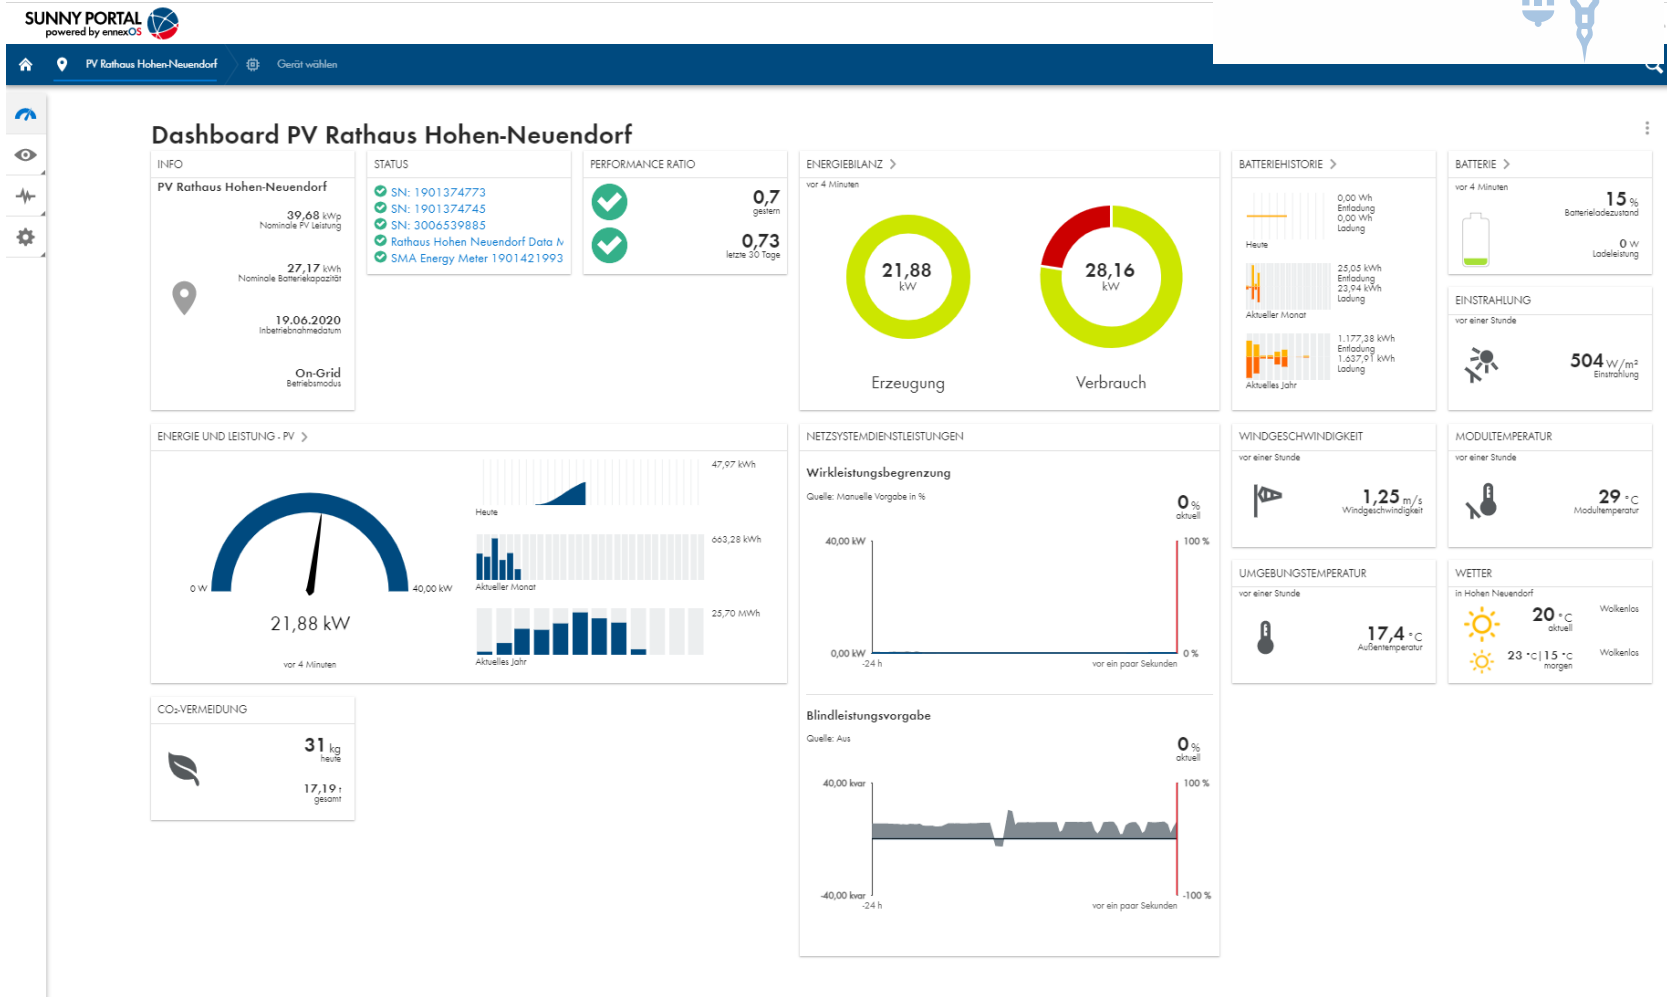 SUNNY PORTAL
powered by ennexOS
PV Rathaus Hohen-Neuendorf
Gerät wählen
Dashboard PV Rathaus Hohen-Neuendorf
INFO
PV Rathaus Hohen-Neuendorf
39,68 kWp
Nominale PV Leistung
27,17 kWh
Nominale Batteriekapazität
19.06.2020
Inbetriebnahmedatum
On-Grid
Betriebsmodus
STATUS
SN: 1901374773
SN: 1901374745
SN: 3006539885
Rathaus Hohen Neuendorf Data M
SMA Energy Meter 1901421993
PERFORMANCE RATIO
0,7
gestern
0,73
letzte 30 Tage
ENERGIEBILANZ
vor 4 Minuten
21,88
kW
Erzeugung
28,16
kW
Verbrauch
BATTERIEHISTORIE
0,00 Wh
Entladung
0,00 Wh
Ladung
Heute
25,05 kWh
Entladung
23,94 kWh
Ladung
Aktueller Monat
1.177,38 kWh
Entladung
1.637,91 kWh
Ladung
Aktuelles Jahr
BATTERIE
vor 4 Minuten
15 %
Batterieladezustand
0 W
Ladeleistung
EINSTRAHLUNG
vor einer Stunde
504 W/m²
Einstrahlung
ENERGIE UND LEISTUNG - PV
0 W
40,00 kW
21,88 kW
vor 4 Minuten
47,97 kWh
Heute
663,28 kWh
Aktueller Monat
25,70 MWh
Aktuelles Jahr
NETZSYSTEMDIENSTLEISTUNGEN
Wirkleistungsbegrenzung
Quelle: Manuelle Vorgabe in %
0 %
aktuell
40,00 kW
100 %
0,00 kW
0 %
-24 h
vor ein paar Sekunden
Blindleistungsvorgabe
Quelle: Aus
0 %
aktuell
40,00 kvar
100 %
-40,00 kvar
-100 %
-24 h
vor ein paar Sekunden
WINDGESCHWINDIGKEIT
vor einer Stunde
1,25 m/s
Windgeschwindigkeit
MODULTEMPERATUR
vor einer Stunde
29 °C
Modultemperatur
UMGEBUNGSTEMPERATUR
vor einer Stunde
17,4 °C
Außentemperatur
WETTER
in Hohen Neuendorf
20 °C
aktuell
Wolkenlos
23 °C|15 °C
morgen
Wolkenlos
CO₂-VERMEIDUNG
31 kg
heute
17,19 t
gesamt